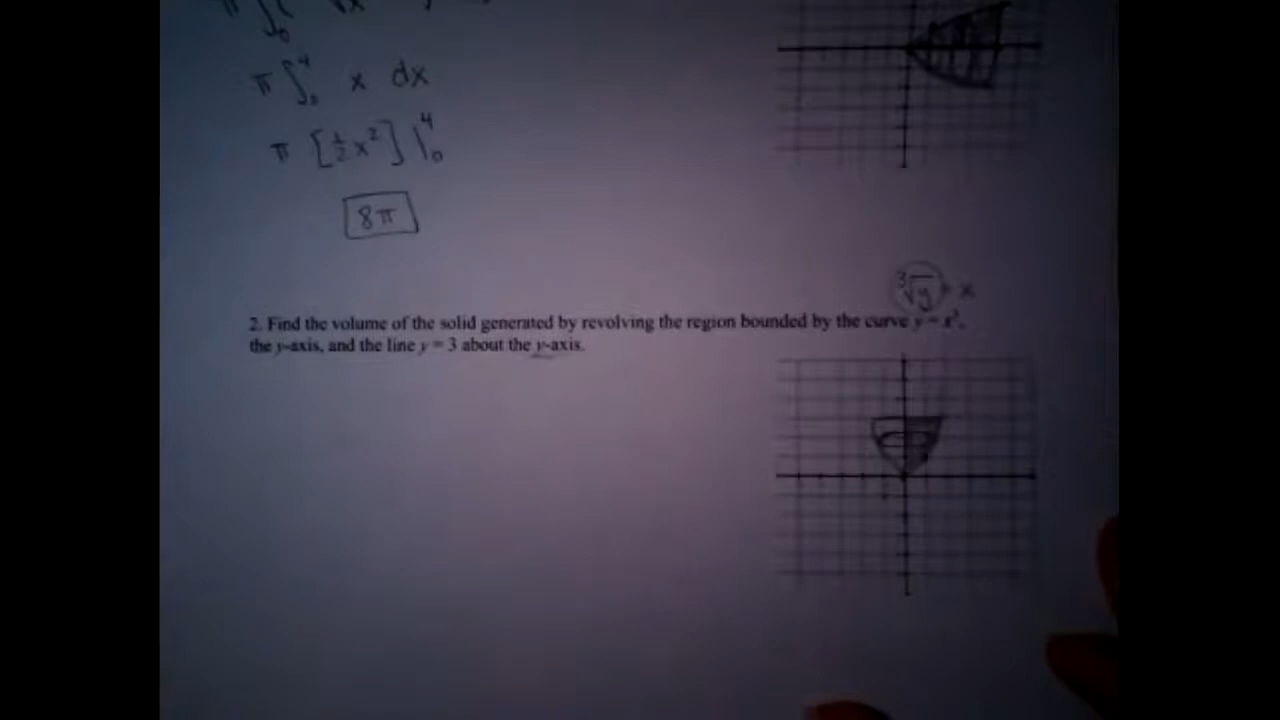 π ∫₀⁴ x dx
π [½x²] |₀⁴
8π
∛y = x
2. Find the volume of the solid generated by revolving the region bounded by the curve y = x³,
the y-axis, and the line y = 3 about the y-axis.